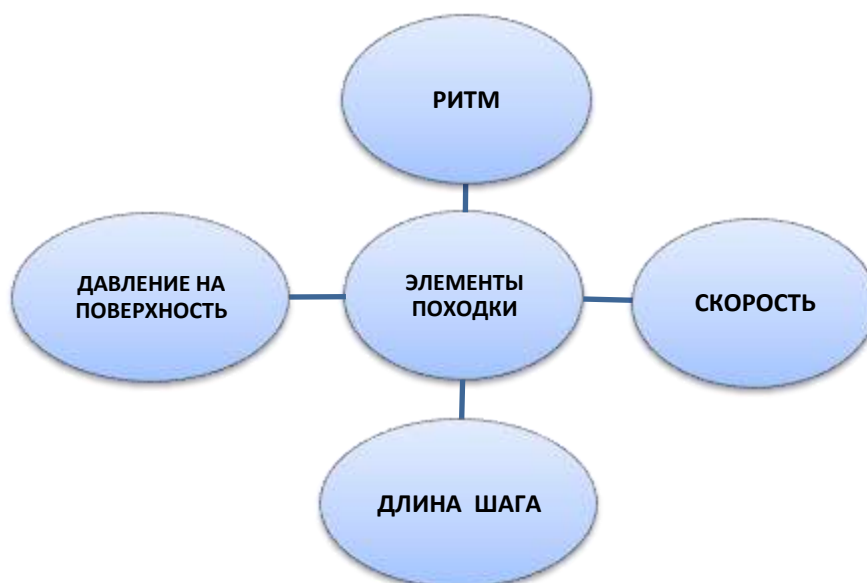 РИТМ
ДАВЛЕНИЕ НА
ПОВЕРХНОСТЬ
ЭЛЕМЕНТЫ
ПОХОДКИ
СКОРОСТЬ
ДЛИНА ШАГА